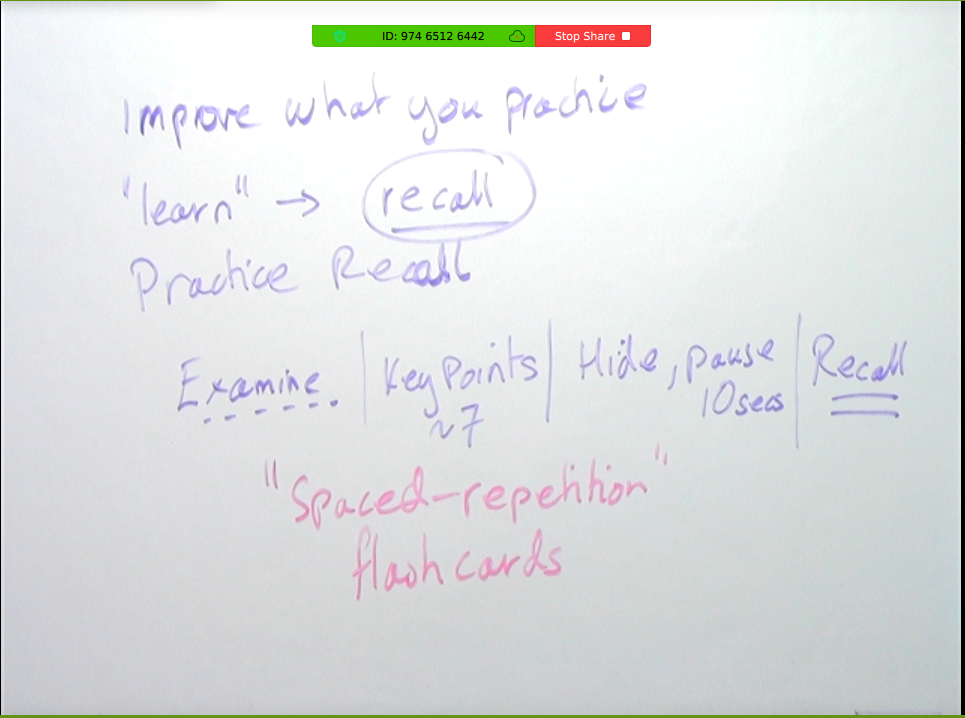 ID: 974 6512 6442 Stop Share
Improve what you practice
"learn" → recall
Practice Recall
Examine | Key Points | Hide, pause | Recall
~7 10secs
"Spaced-repetition"
flashcards